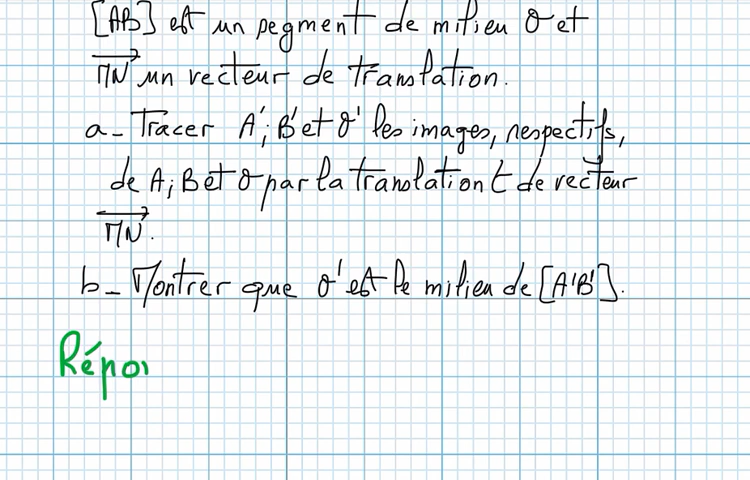 [AB] est un segment de milieu O et
MN un vecteur de translation.
a- Tracer A'; B' et O' les images, respectifs,
de A; B et O par la translation t de vecteur
MN.
b- Montrer que O' est le milieu de [A'B'].
Répon